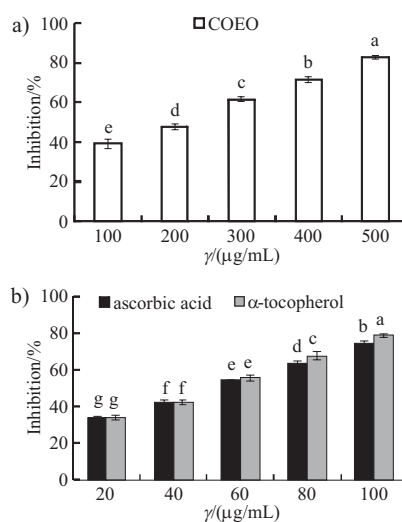 a)
COEO
100
80
60
40
20
0
Inhibition/%
e
d
c
b
a
100 200 300 400 500
γ/(μg/mL)
b)
ascorbic acid α-tocopherol
100
80
60
40
20
0
Inhibition/%
g g
f f
e e
d c
b a
20 40 60 80 100
γ/(μg/mL)